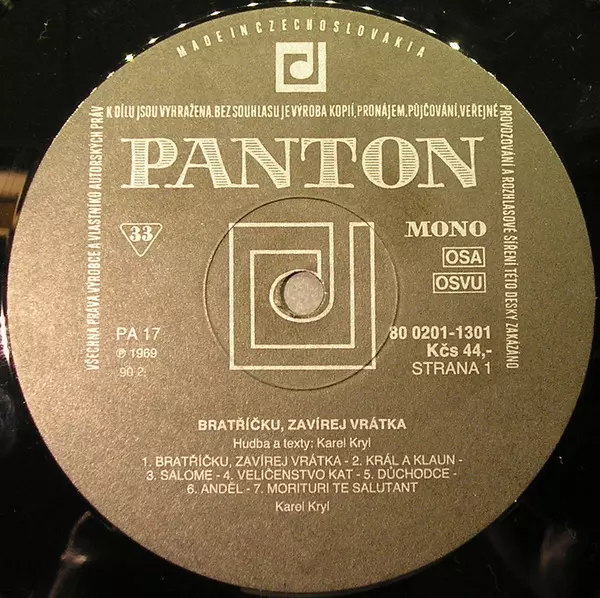 MADE IN CZECHOSLOVAKIA
VŠECHNA PRÁVA VÝROBCE A VLASTNÍKŮ AUTORSKÝCH PRÁV
K DÍLU JSOU VYHRAŽENA. BEZ SOUHLASU JE VÝROBA KOPIÍ, PRONÁJEM, PŮJČOVÁNÍ, VEŘEJNÉ
PROVOZOVÁNÍ A ROZHLASOVÉ ŠÍŘENÍ TÉTO DESKY ZAKÁZÁNO
PANTON
33
MONO
OSA
OSVU
PA 17
℗ 1969
90 2.
80 0201-1301
Kčs 44,-
STRANA 1
BRATŘÍČKU, ZAVÍREJ VRÁTKA
Hudba a texty: Karel Kryl
1. BRATŘÍČKU, ZAVÍREJ VRÁTKA - 2. KRÁL A KLAUN -
3. SALOME - 4. VELIČENSTVO KAT - 5. DŮCHODCE -
6. ANDĚL - 7. MORITURI TE SALUTANT
Karel Kryl